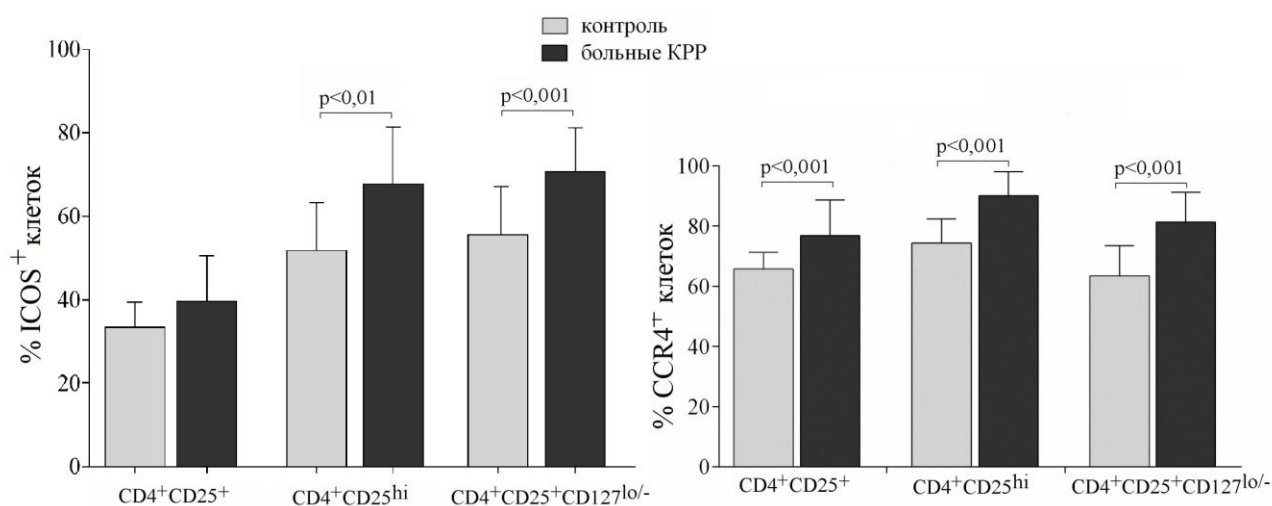 контроль
больные КРР
% ICOS⁺ клеток
100
80
60
40
20
0
p<0,01
p<0,001
CD4⁺CD25⁺
CD4⁺CD25ʰⁱ
CD4⁺CD25⁺CD127ˡᵒ/⁻
% CCR4⁺ клеток
100
80
60
40
20
0
p<0,001
p<0,001
p<0,001
CD4⁺CD25⁺
CD4⁺CD25ʰⁱ
CD4⁺CD25⁺CD127ˡᵒ/⁻